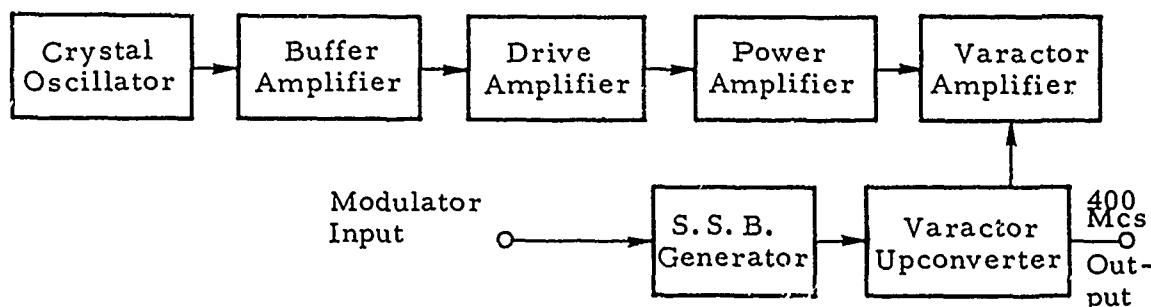 Crystal
Oscillator
Buffer
Amplifier
Drive
Amplifier
Power
Amplifier
Varactor
Amplifier
Modulator
Input
S. S. B.
Generator
Varactor
Upconverter
400
Mcs
Out-
put